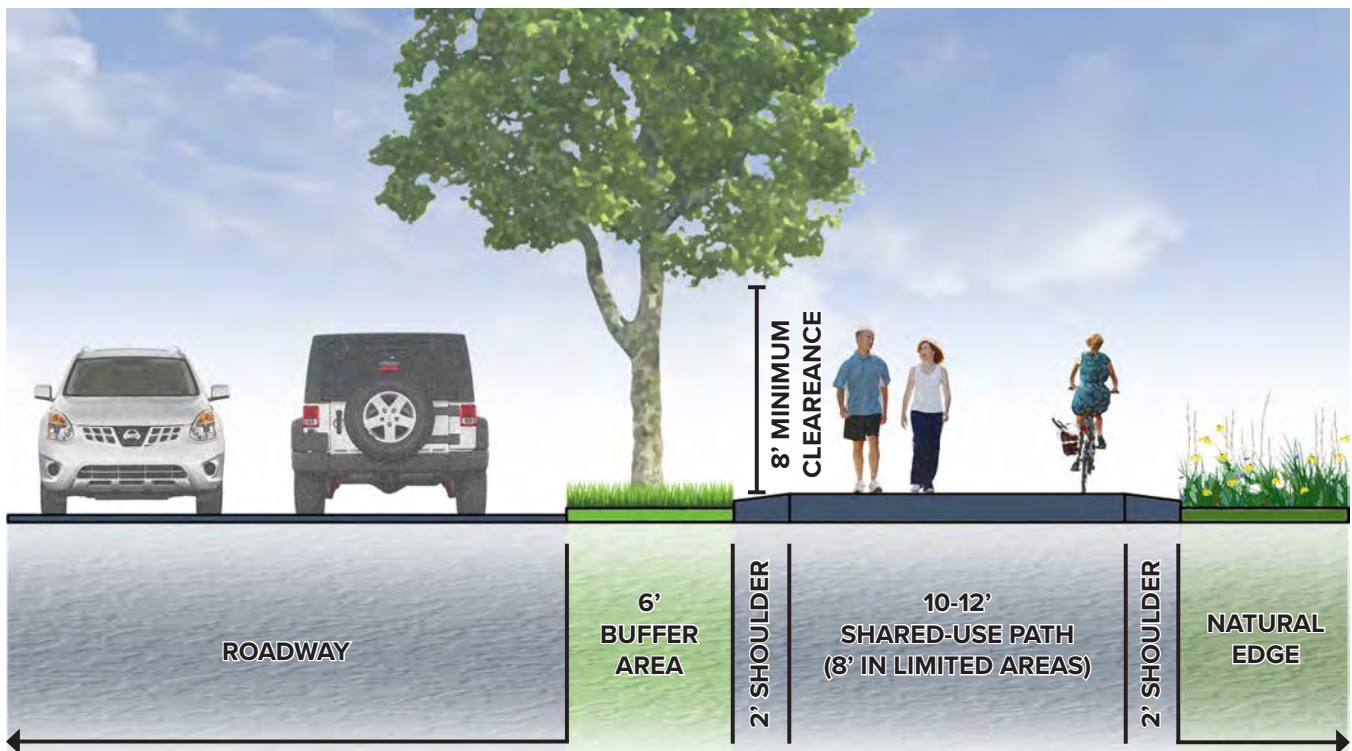 8’ MINIMUM
CLEAREANCE
ROADWAY
6’
BUFFER
AREA
2’ SHOULDER
10-12’
SHARED-USE PATH
(8’ IN LIMITED AREAS)
2’ SHOULDER
NATURAL
EDGE